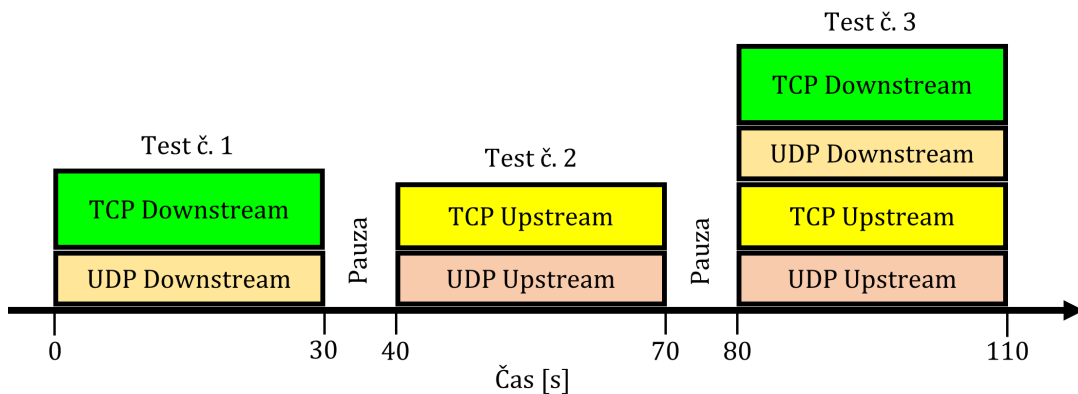 Test č. 1
TCP Downstream
UDP Downstream
Pauza
Test č. 2
TCP Upstream
UDP Upstream
Pauza
Test č. 3
TCP Downstream
UDP Downstream
TCP Upstream
UDP Upstream
0 30 40 70 80 110
Čas [s]